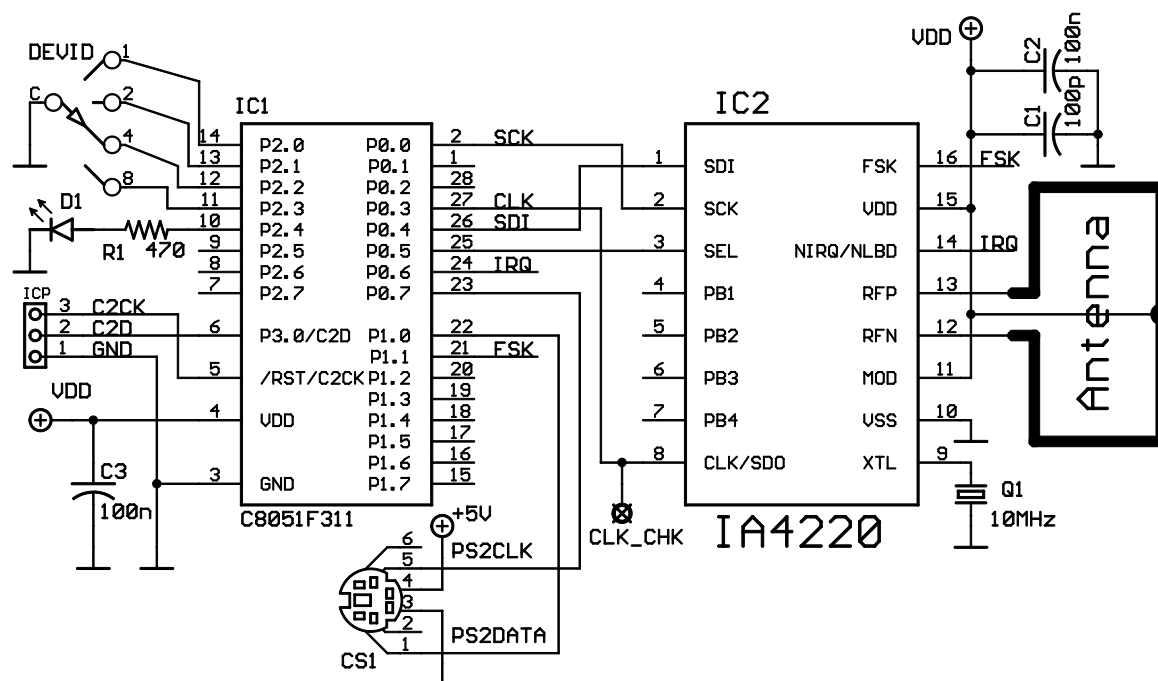 DEVID
1
2
C
4
8
IC1
14 P2.0 P0.0 2 SCK
13 P2.1 P0.1 1
12 P2.2 P0.2 28
11 P2.3 P0.3 27 CLK
10 P2.4 P0.4 26 SDI
9 P2.5 P0.5 25
8 P2.6 P0.6 24 IRQ
7 P2.7 P0.7 23
6 P3.0/C2D P1.0 22
P1.1 21 FSK
5 /RST/C2CK P1.2 20
P1.3 19
4 VDD P1.4 18
P1.5 17
P1.6 16
3 GND P1.7 15
C8051F311
D1
R1 470
ICP
3 C2CK
2 C2D
1 GND
VDD
C3
100n
IC2
1 SDI FSK 16 FSK
2 SCK VDD 15
3 SEL NIRQ/NLBD 14 IRQ
4 PB1 RFP 13
5 PB2 RFN 12
6 PB3 MOD 11
7 PB4 VSS 10
8 CLK/SDO XTL 9
IA4220
CLK_CHK
VDD
C2 100n
C1 100p
Antenna
Q1
10MHz
+5V
6 PS2CLK
5
4
3
2 PS2DATA
1
CS1